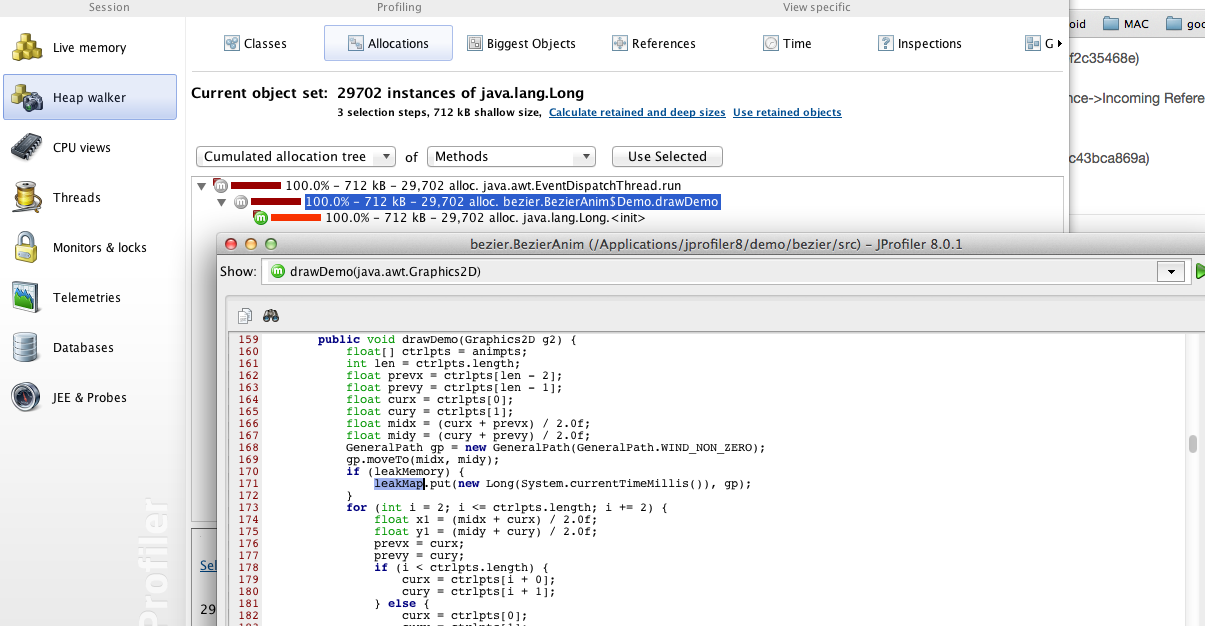 Session Profiling View specific
oid MAC goo
Live memory
Heap walker
CPU views
Threads
Monitors & locks
Telemetries
Databases
JEE & Probes
Profiler
Classes Allocations Biggest Objects References Time Inspections G
f2c35468e)
nce->Incoming Refere
c43bca869a)
Current object set: 29702 instances of java.lang.Long
3 selection steps, 712 kB shallow size, Calculate retained and deep sizes Use retained objects
Cumulated allocation tree of Methods Use Selected
m 100.0% – 712 kB – 29,702 alloc. java.awt.EventDispatchThread.run
m 100.0% – 712 kB – 29,702 alloc. bezier.BezierAnim$Demo.drawDemo
m 100.0% – 712 kB – 29,702 alloc. java.lang.Long.<init>
Sel
29
bezier.BezierAnim (/Applications/jprofiler8/demo/bezier/src) – JProfiler 8.0.1
Show: m drawDemo(java.awt.Graphics2D)
159 public void drawDemo(Graphics2D g2) {
160 float[] ctrlpts = animpts;
161 int len = ctrlpts.length;
162 float prevx = ctrlpts[len - 2];
163 float prevy = ctrlpts[len - 1];
164 float curx = ctrlpts[0];
165 float cury = ctrlpts[1];
166 float midx = (curx + prevx) / 2.0f;
167 float midy = (cury + prevy) / 2.0f;
168 GeneralPath gp = new GeneralPath(GeneralPath.WIND_NON_ZERO);
169 gp.moveTo(midx, midy);
170 if (leakMemory) {
171 leakMap.put(new Long(System.currentTimeMillis()), gp);
172 }
173 for (int i = 2; i <= ctrlpts.length; i += 2) {
174 float x1 = (midx + curx) / 2.0f;
175 float y1 = (midy + cury) / 2.0f;
176 prevx = curx;
177 prevy = cury;
178 if (i < ctrlpts.length) {
179 curx = ctrlpts[i + 0];
180 cury = ctrlpts[i + 1];
181 } else {
182 curx = ctrlpts[0];